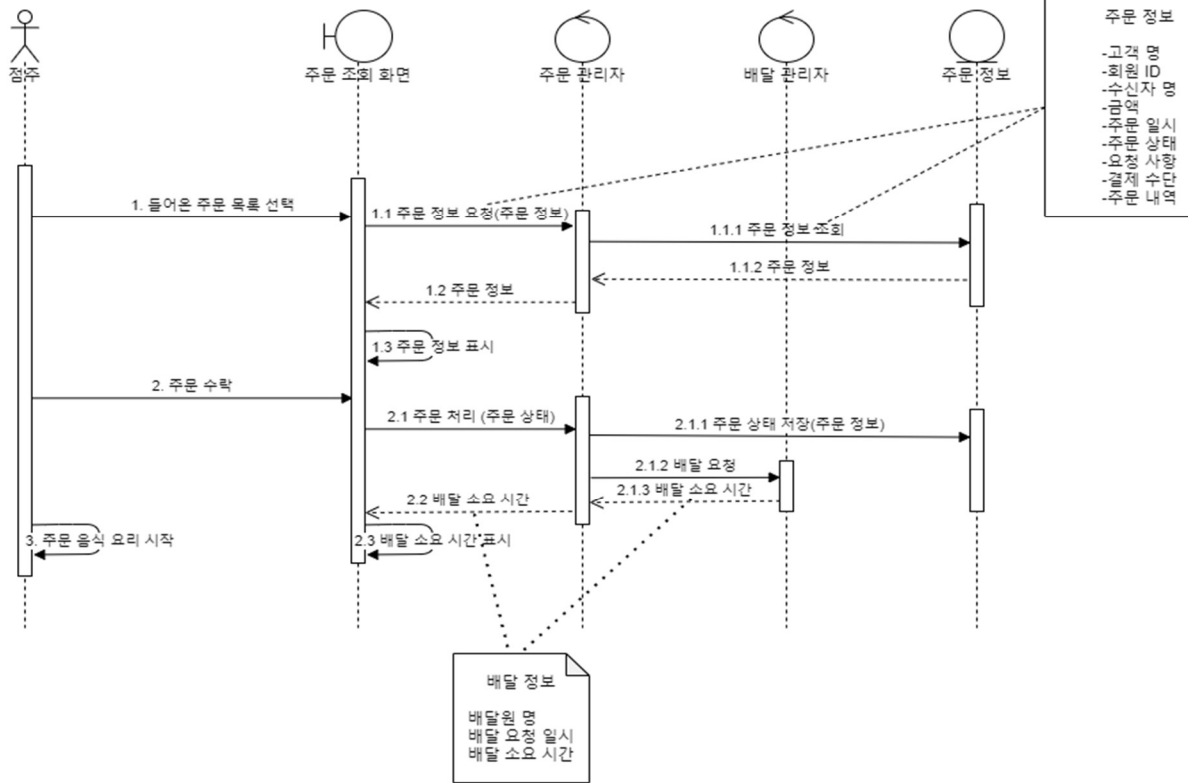 주문 정보
-고객 명
-회원 ID
-수신자 명
-금액
-주문 일시
-주문 상태
-요청 사항
-결제 수단
-주문 내역
점주
주문 조회 화면
주문 관리자
배달 관리자
주문 정보
1. 들어온 주문 목록 선택
1.1 주문 정보 요청(주문 정보)
1.1.1 주문 정보 조회
1.1.2 주문 정보
1.2 주문 정보
1.3 주문 정보 표시
2. 주문 수락
2.1 주문 처리 (주문 상태)
2.1.1 주문 상태 저장(주문 정보)
2.1.2 배달 요청
2.1.3 배달 소요 시간
2.2 배달 소요 시간
2.3 배달 소요 시간 표시
3. 주문 음식 요리 시작
배달 정보
배달원 명
배달 요청 일시
배달 소요 시간